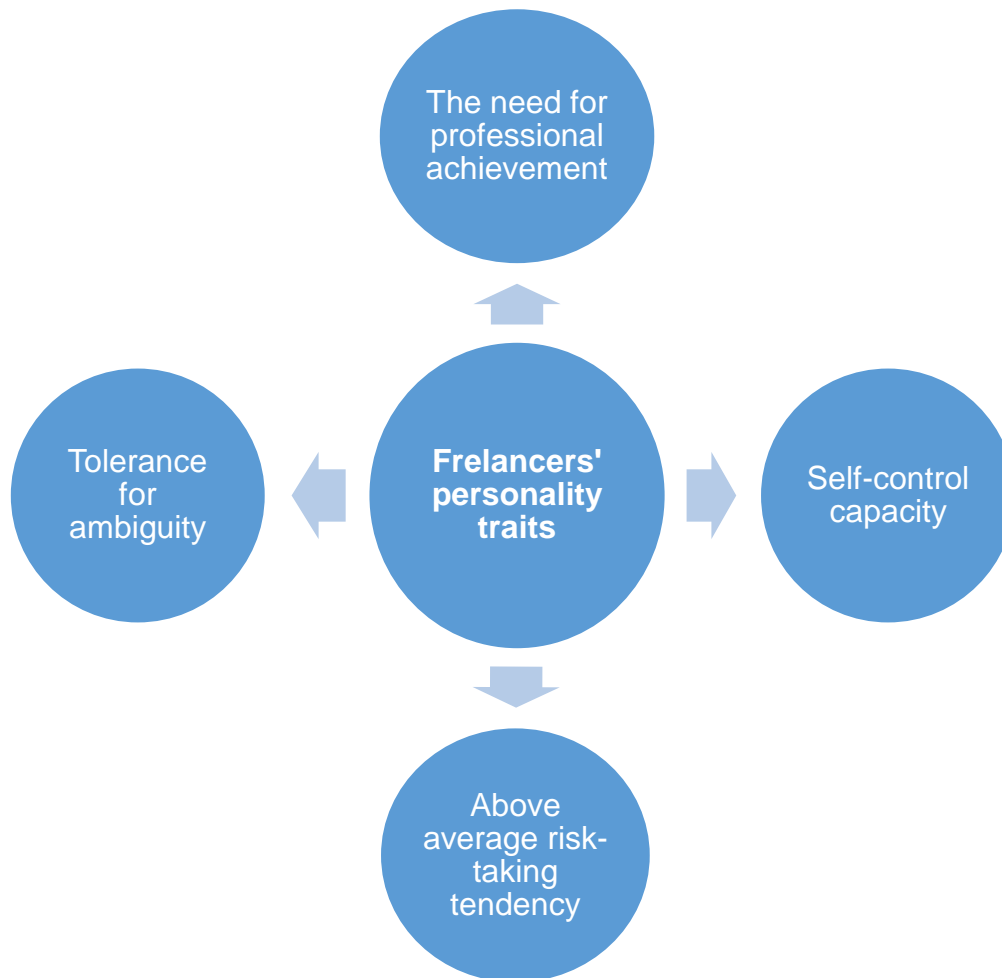 The need for
professional
achievement
Tolerance
for
ambiguity
Frelancers'
personality
traits
Self-control
capacity
Above
average risk-
taking
tendency